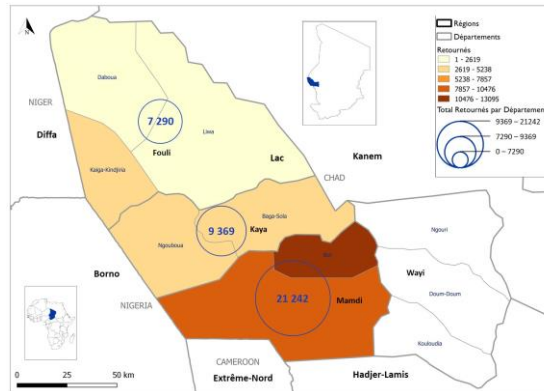 N
Régions
Départements
Retournés
1 - 2619
2619 - 5238
5238 - 7857
7857 - 10476
10476 - 13095
Total Retournés par Département
9369 – 21242
7290 – 9369
0 – 7290
Daboua
NIGER
Diffa
7 290
Liwa
Fouli
Lac
Kanem
Kaiga-Kindjiria
CHAD
Baga-Sola
9 369
Kaya
Ngouboua
Ngouri
Bol
Wayi
Borno
NIGERIA
21 242
Mamdi
Doum-Doum
Kouloudia
CAMEROON
Extrême-Nord
Hadjer-Lamis
0
25
50 km